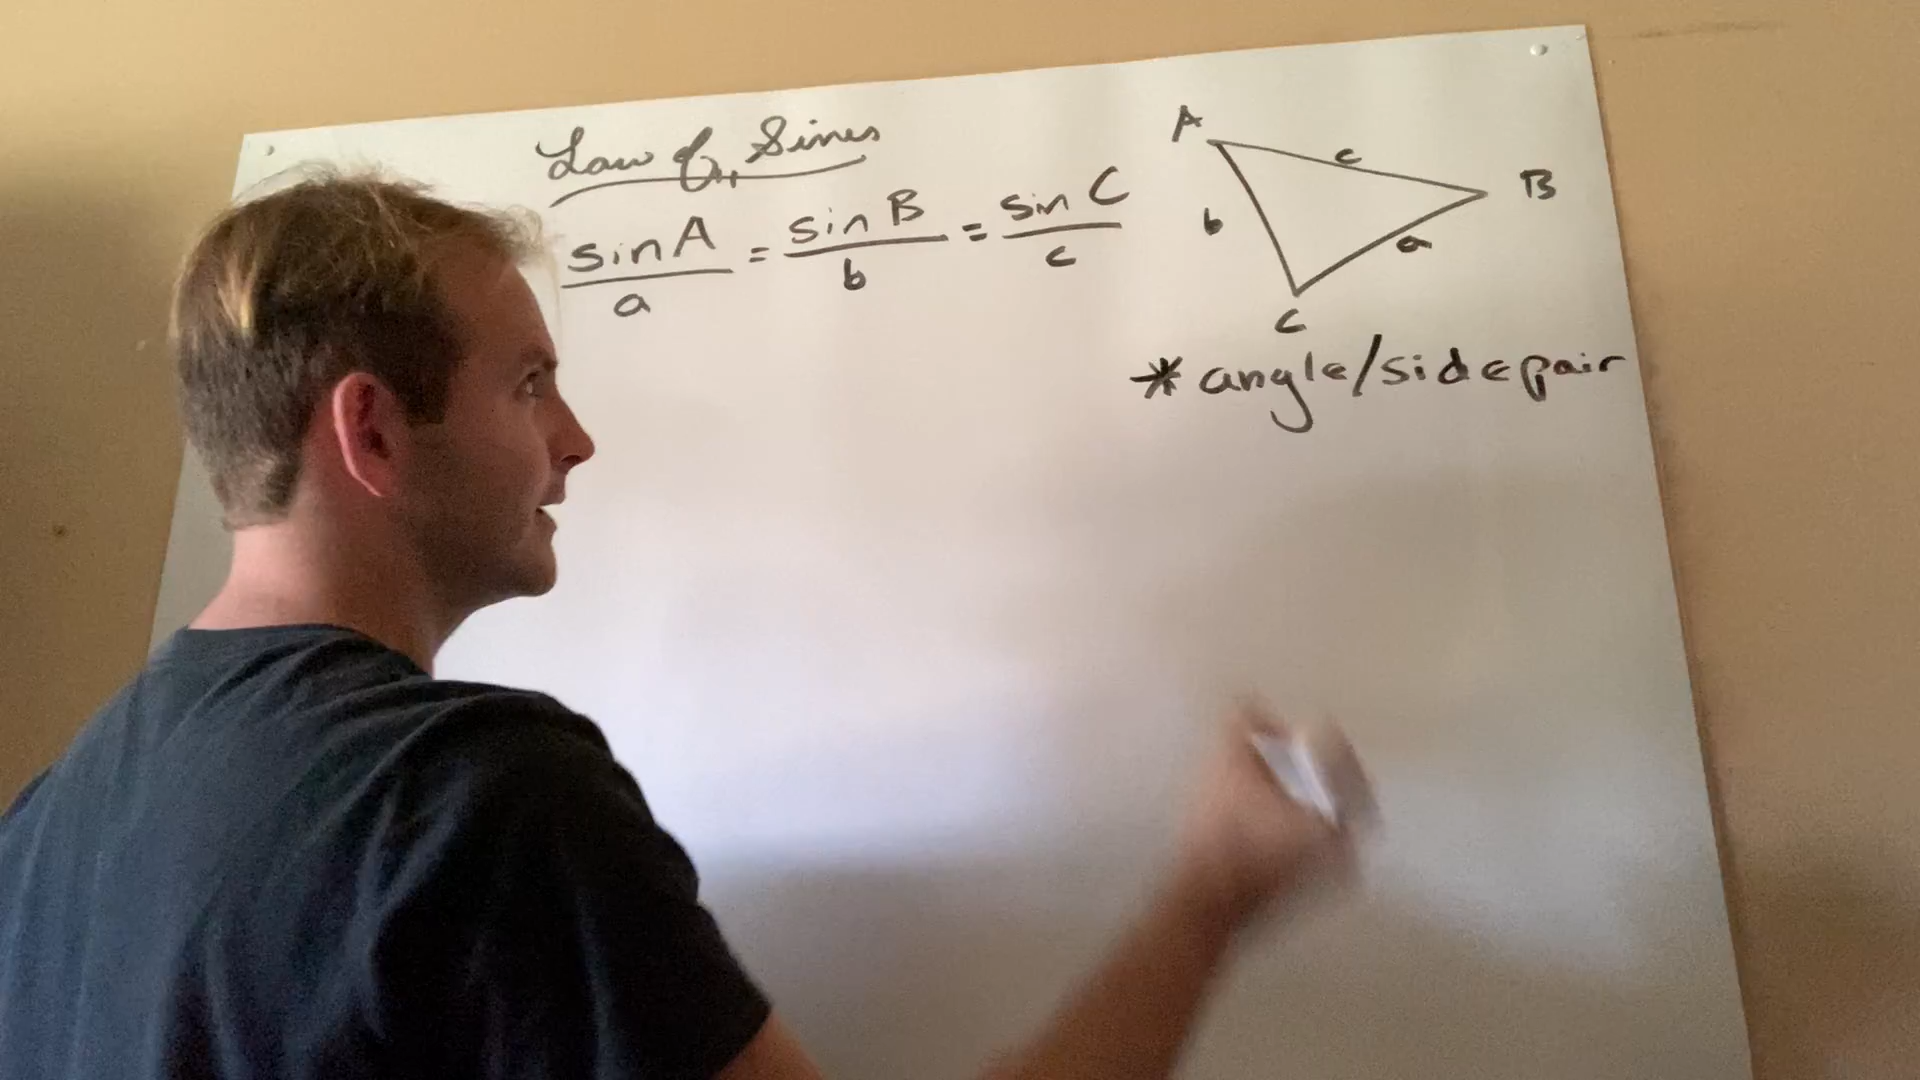 Law of Sines
sin A / a = sin B / b = sin C / c
A
c
B
b
a
C
* angle/side pair